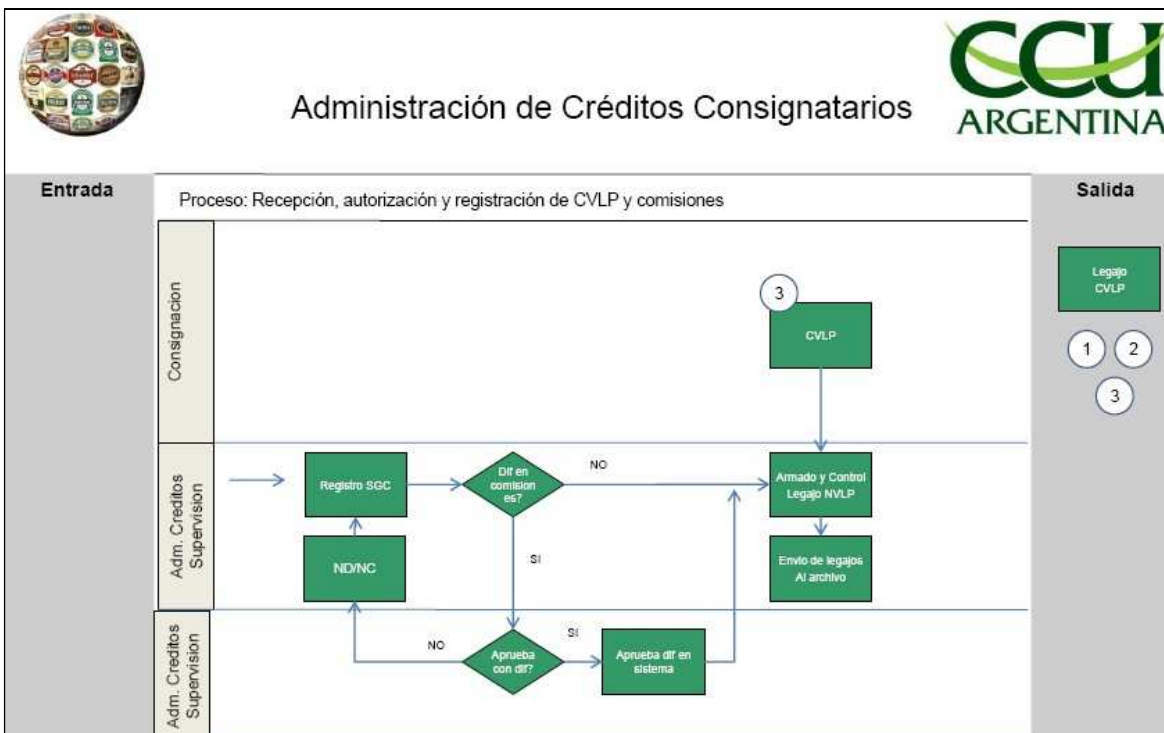 CCU
ARGENTINA
Administración de Créditos Consignatarios
Entrada
Proceso: Recepción, autorización y registración de CVLP y comisiones
Salida
Consignacion
3
CVLP
Legajo
CVLP
1 2
3
Adm. Creditos
Supervision
Registro SGC
Dif en
comision
es?
NO
Armado y Control
Legajo NVLP
ND/NC
SI
Envio de legajos
Al archivo
Adm. Creditos
Supervision
NO
Aprueba
con dif?
SI
Aprueba dif en
sistema